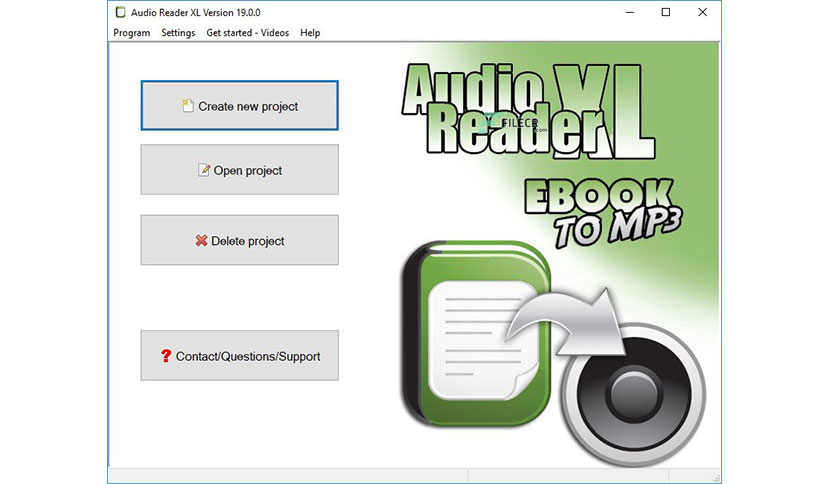 Audio Reader XL Version 19.0.0
Program Settings Get started - Videos Help
Create new project
Open project
Delete project
Contact/Questions/Support
Audio
Reader XL
FILECR
.com
EBOOK
TO MP3